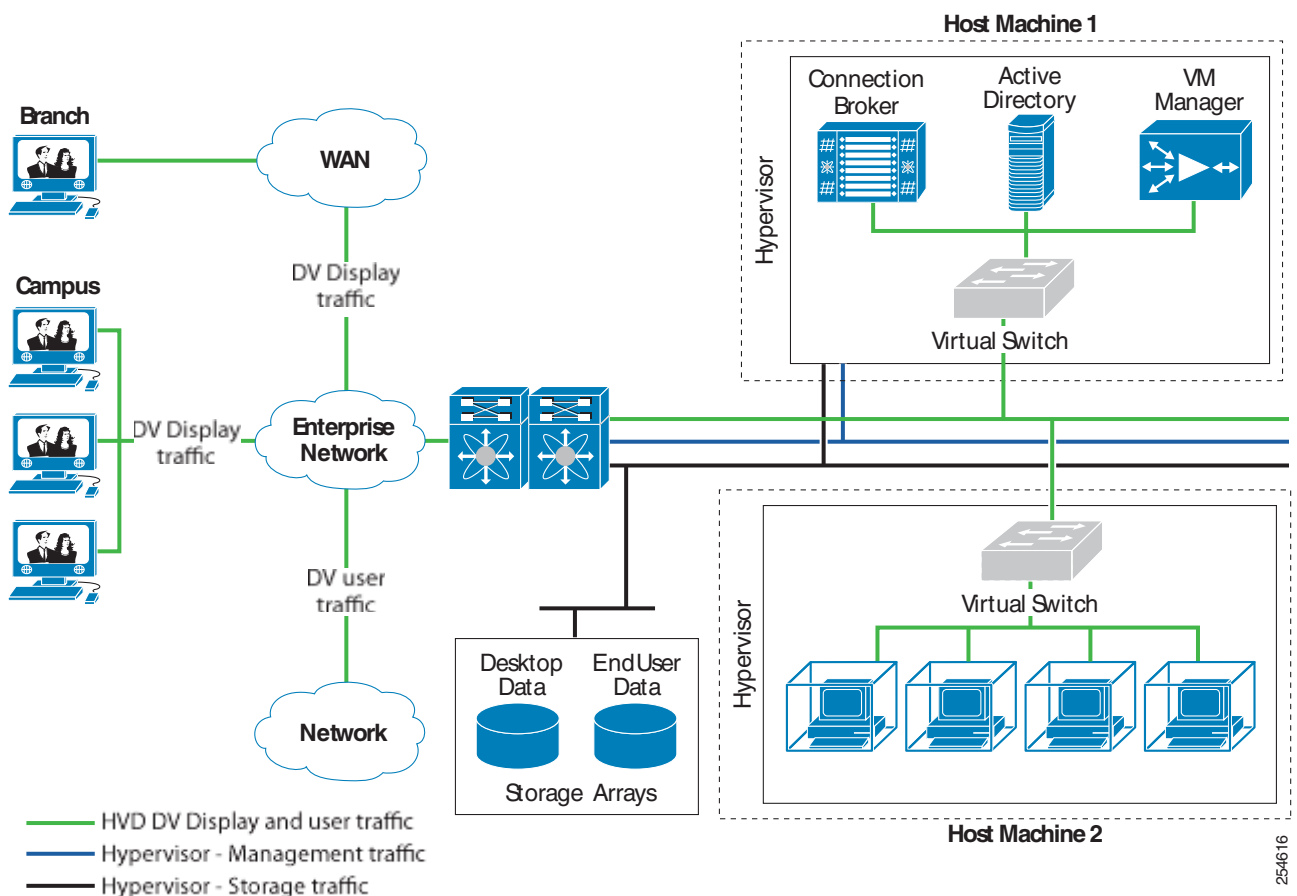 Host Machine 1
Connection
Broker
Active
Directory
VM
Manager
Hypervisor
Virtual Switch
Branch
WAN
DV Display
traffic
Campus
DV Display
traffic
Enterprise
Network
DV user
traffic
Network
Desktop
Data
End User
Data
Storage Arrays
Hypervisor
Virtual Switch
Host Machine 2
HVD DV Display and user traffic
Hypervisor - Management traffic
Hypervisor - Storage traffic
254616